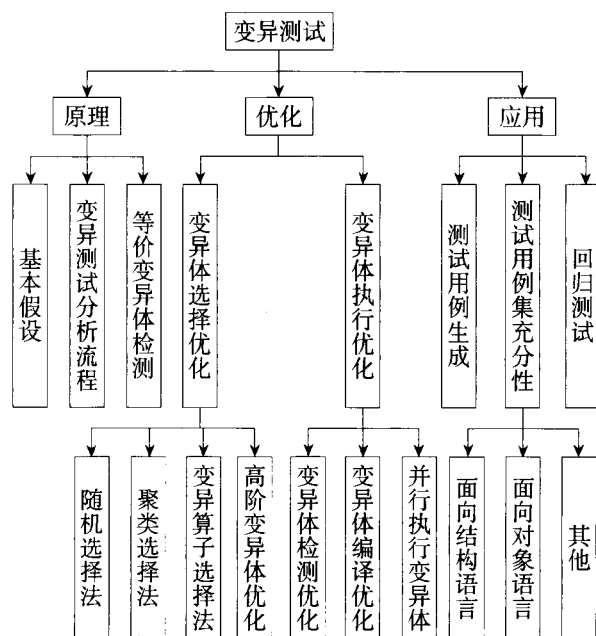 变异测试
原理
优化
应用
基本假设
变异测试分析流程
等价变异体检测
变异体选择优化
变异体执行优化
测试用例生成
测试用例集充分性
回归测试
随机选择法
聚类选择法
变异算子选择法
高阶变异体优化
变异体检测优化
变异体编译优化
并行执行变异体
面向结构语言
面向对象语言
其他